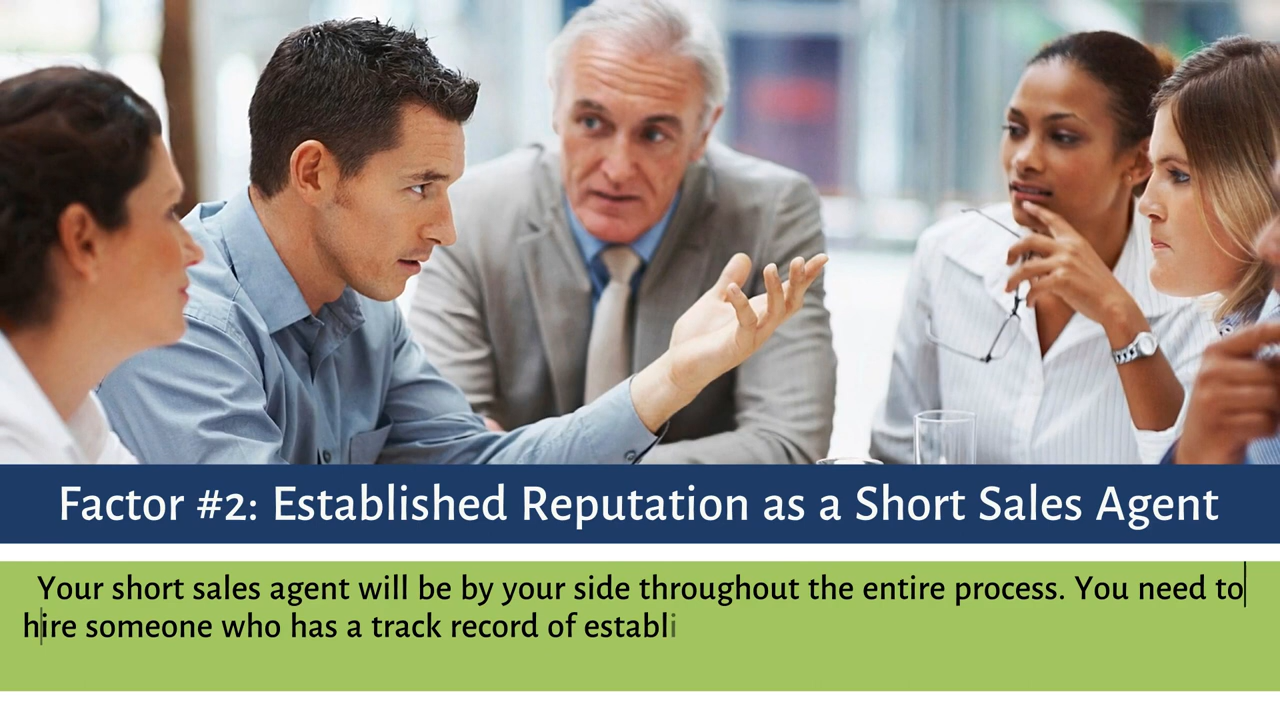 Factor #2: Established Reputation as a Short Sales Agent
Your short sales agent will be by your side throughout the entire process. You need to
hire someone who has a track record of establi